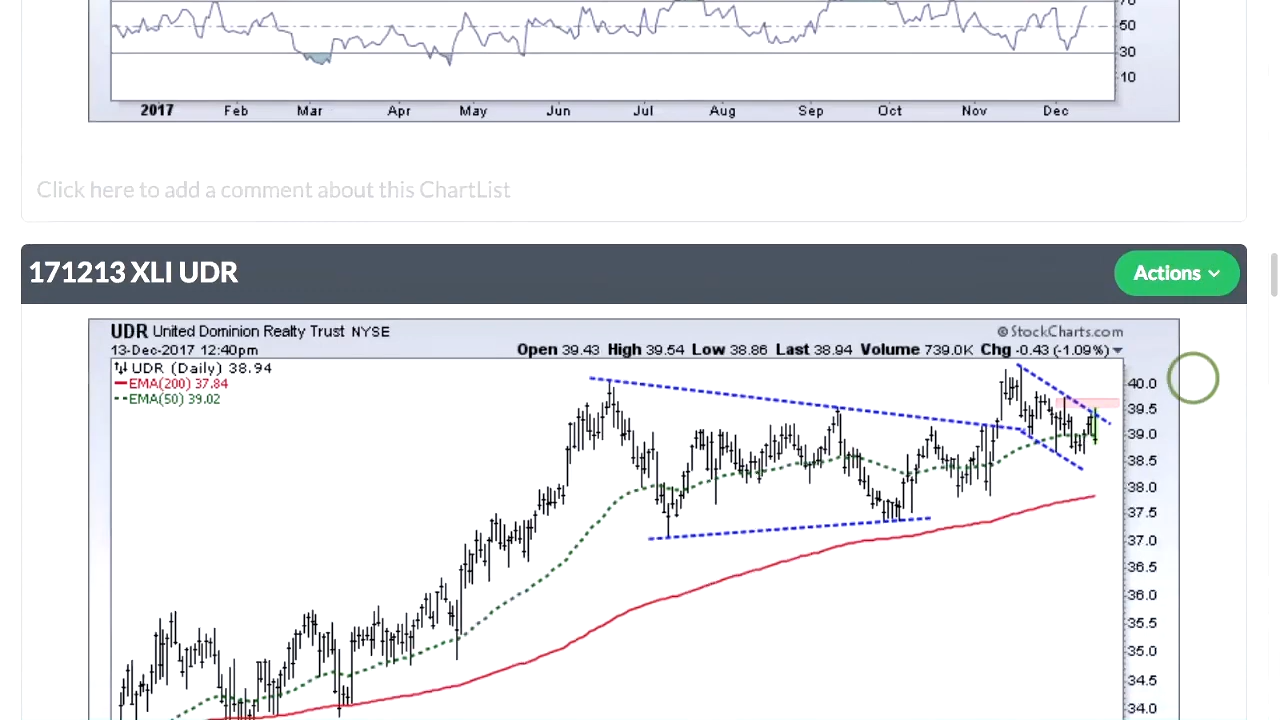 70
50
30
10
2017 Feb Mar Apr May Jun Jul Aug Sep Oct Nov Dec
Click here to add a comment about this ChartList
171213 XLI UDR
Actions
UDR United Dominion Realty Trust NYSE
© StockCharts.com
13-Dec-2017 12:40pm
Open 39.43 High 39.54 Low 38.86 Last 38.94 Volume 739.0K Chg -0.43 (-1.09%)
UDR (Daily) 38.94
EMA(200) 37.84
EMA(50) 39.02
40.0
39.5
39.0
38.5
38.0
37.5
37.0
36.5
36.0
35.5
35.0
34.5
34.0